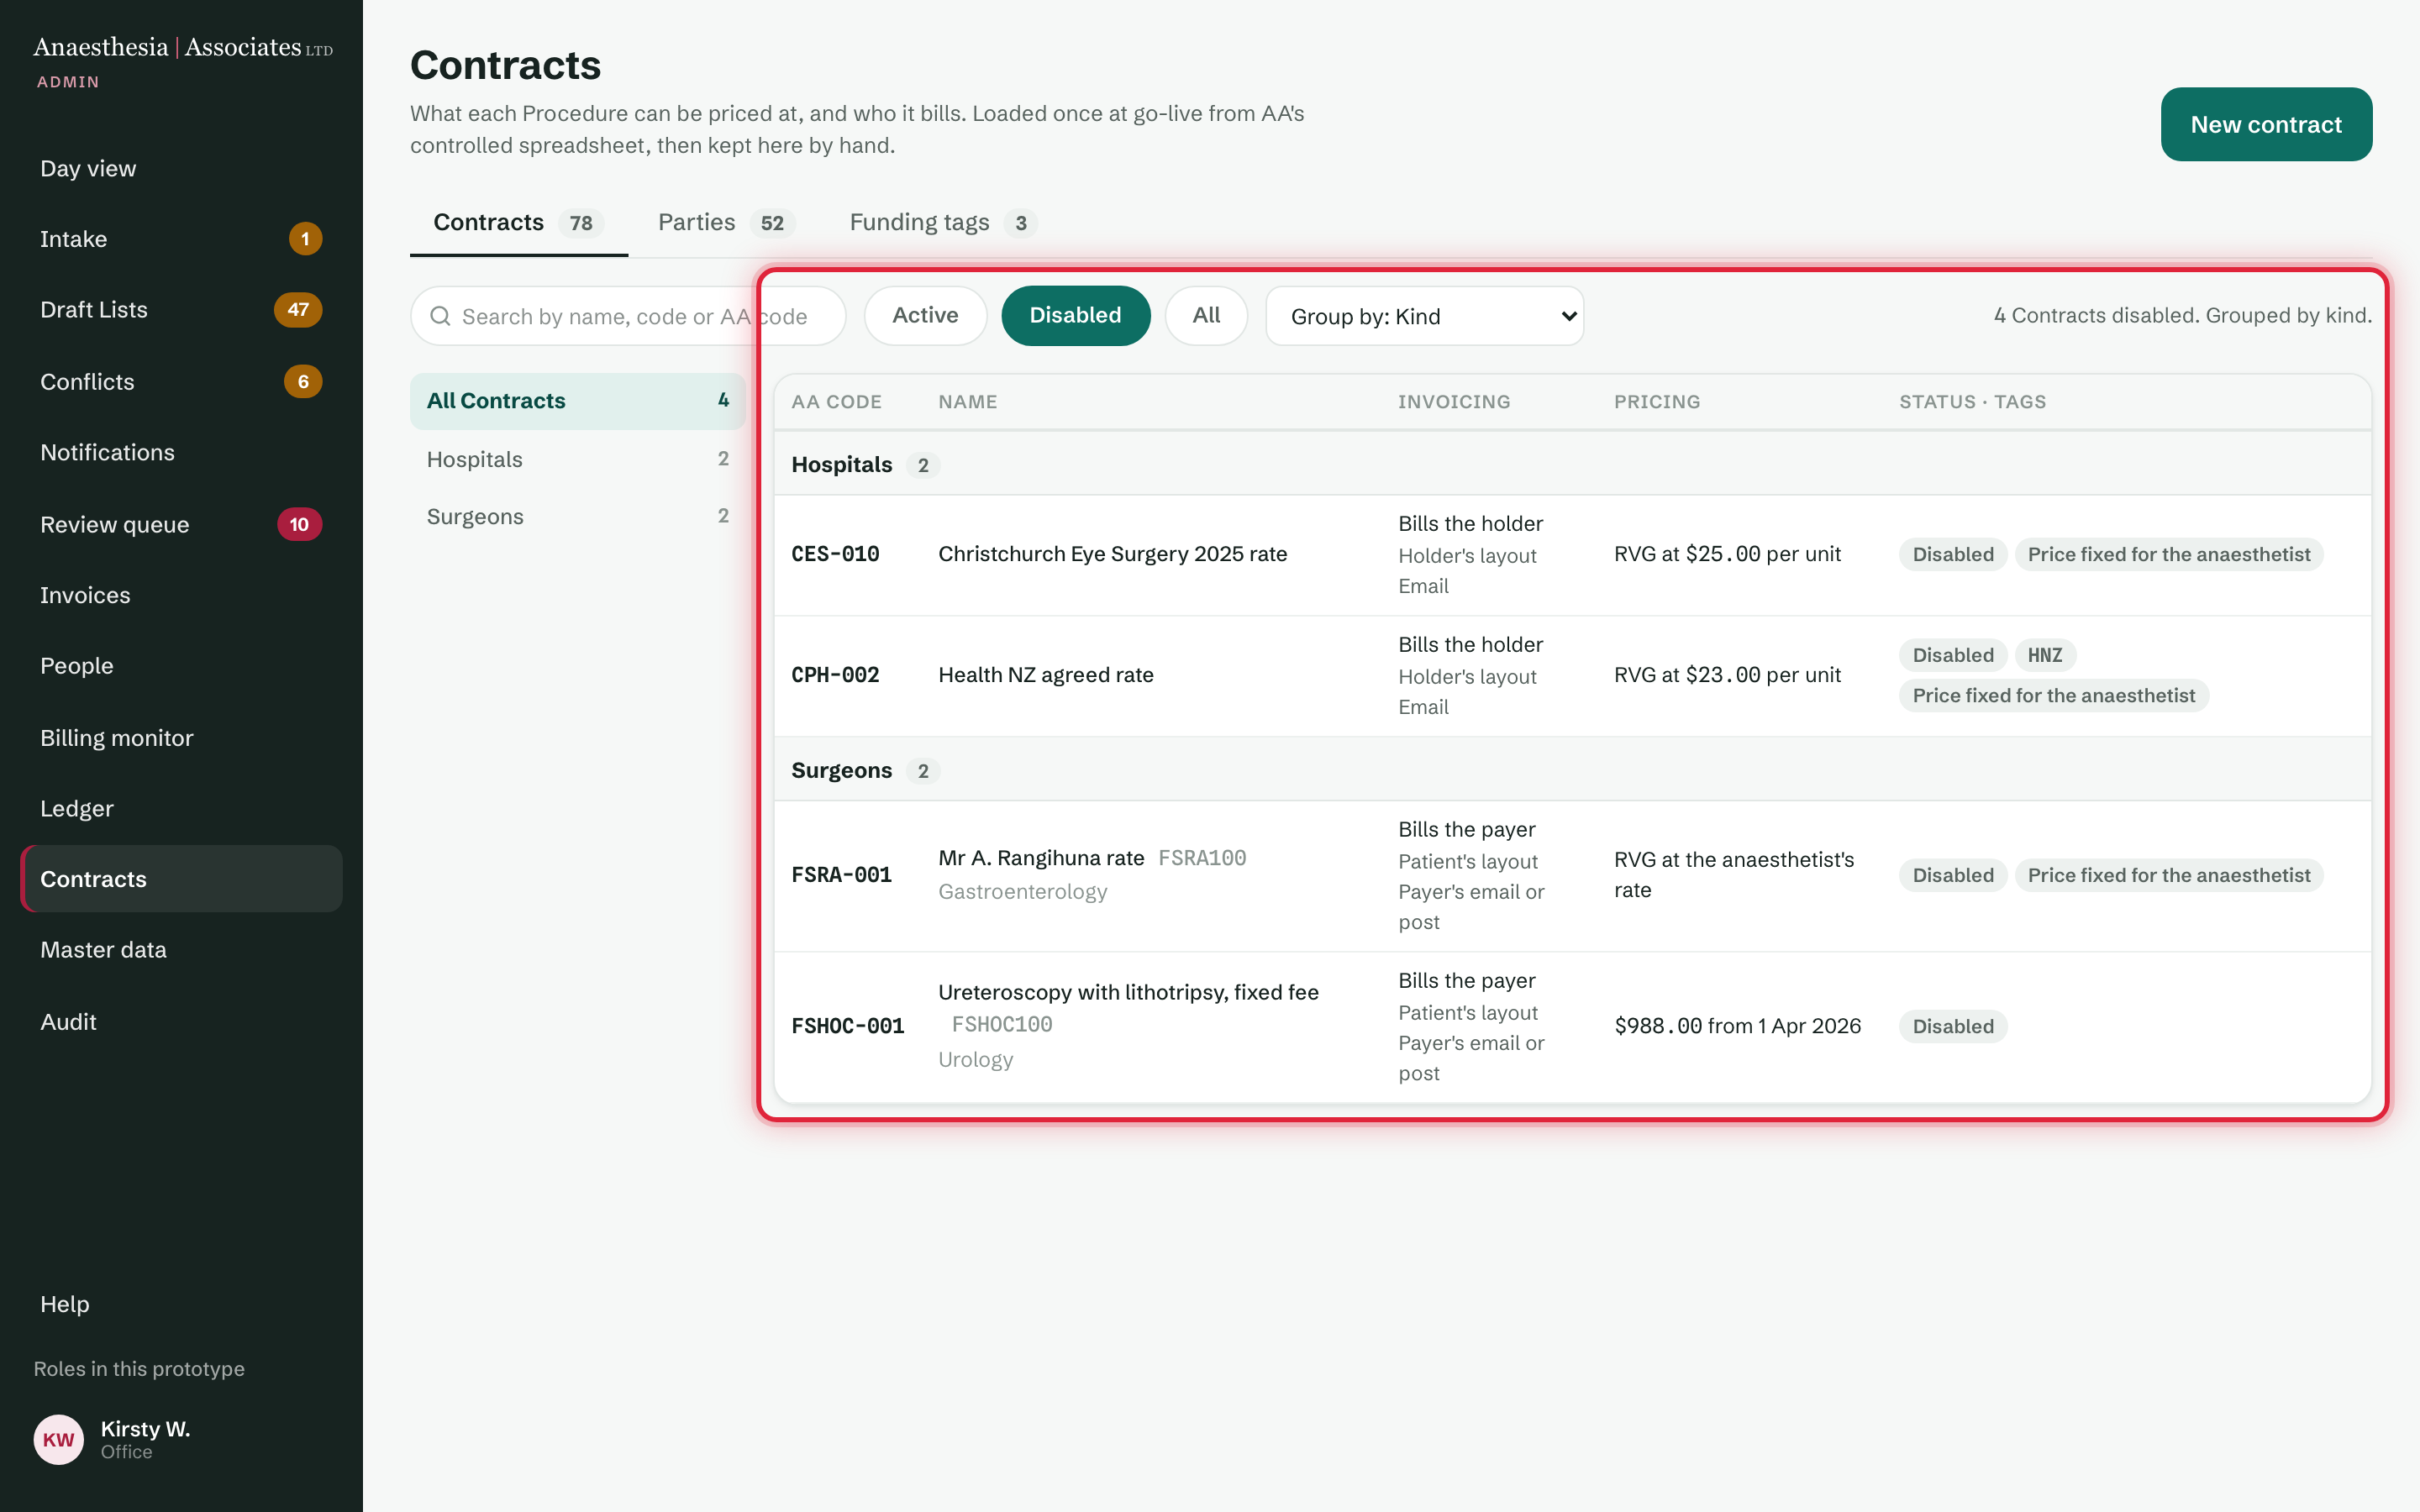 Anaesthesia | Associates LTD
ADMIN
Day view
Intake 1
Draft Lists 47
Conflicts 6
Notifications
Review queue 10
Invoices
People
Billing monitor
Ledger
Contracts
Master data
Audit
Help
Roles in this prototype
KW
Kirsty W.
Office
Contracts
What each Procedure can be priced at, and who it bills. Loaded once at go-live from AA's
controlled spreadsheet, then kept here by hand.
New contract
Contracts 78 Parties 52 Funding tags 3
Search by name, code or AA code Active Disabled All Group by: Kind 4 Contracts disabled. Grouped by kind.
All Contracts 4
Hospitals 2
Surgeons 2
AA CODE NAME INVOICING PRICING STATUS · TAGS
Hospitals 2
CES-010 Christchurch Eye Surgery 2025 rate
Bills the holder
Holder's layout
Email
RVG at $25.00 per unit
Disabled Price fixed for the anaesthetist
CPH-002 Health NZ agreed rate
Bills the holder
Holder's layout
Email
RVG at $23.00 per unit
Disabled HNZ
Price fixed for the anaesthetist
Surgeons 2
FSRA-001
Mr A. Rangihuna rate FSRA100
Gastroenterology
Bills the payer
Patient's layout
Payer's email or
post
RVG at the anaesthetist's
rate
Disabled Price fixed for the anaesthetist
FSHOC-001
Ureteroscopy with lithotripsy, fixed fee
FSHOC100
Urology
Bills the payer
Patient's layout
Payer's email or
post
$988.00 from 1 Apr 2026
Disabled